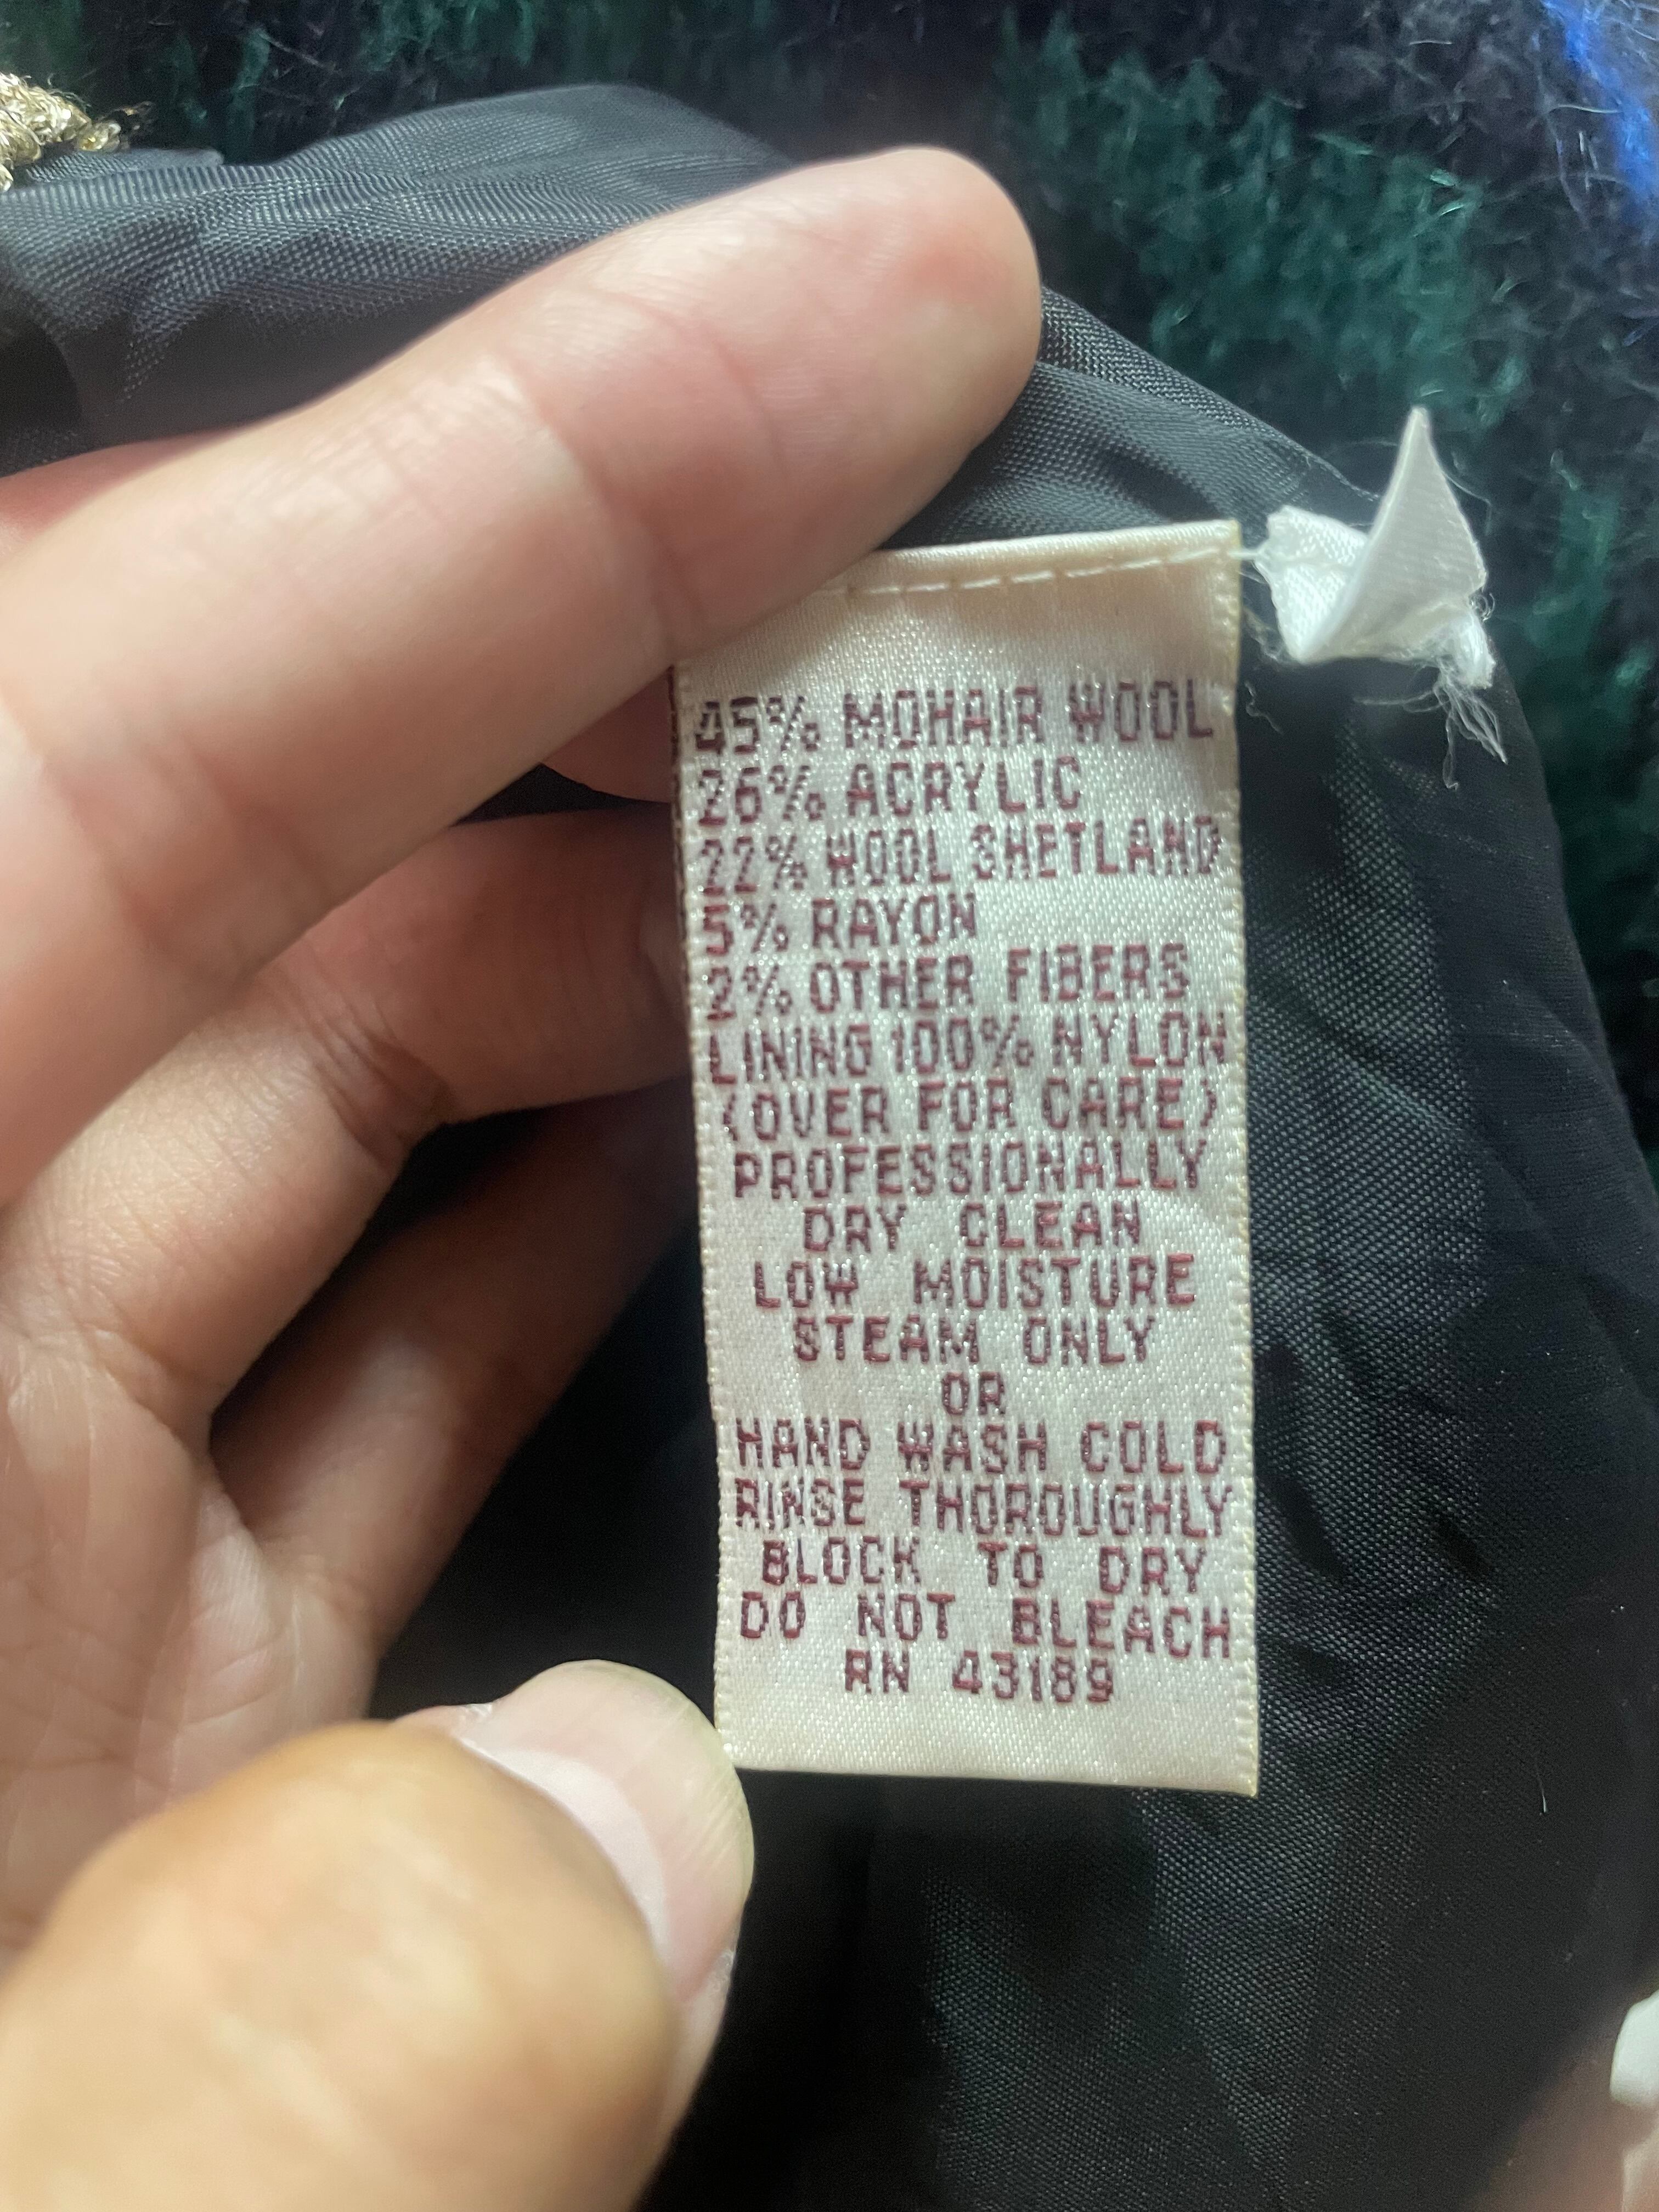 45% MOHAIR WOOL
26% ACRYLIC
22% WOOL SHETLAND
5% RAYON
2% OTHER FIBERS
LINING 100% NYLON
(OVER FOR CARE)
PROFESSIONALLY
DRY CLEAN
LOW MOISTURE
STEAM ONLY
OR
HAND WASH COLD
RINSE THOROUGHLY
BLOCK TO DRY
DO NOT BLEACH
RN 43189